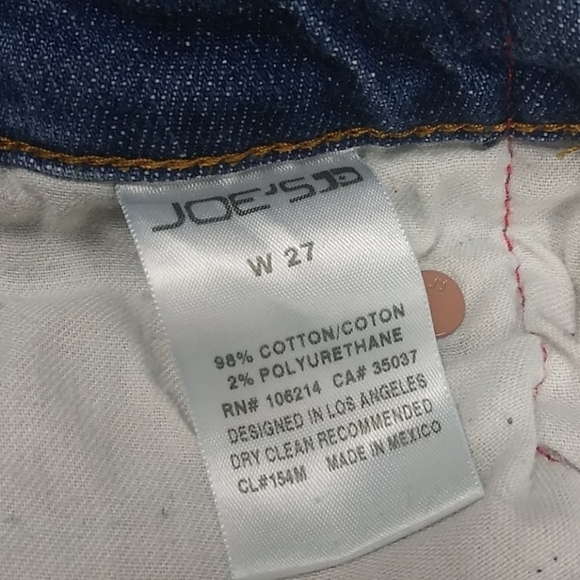 JOE'S
W 27
98% COTTON/COTON
2% POLYURETHANE
RN# 106214 CA# 35037
DESIGNED IN LOS ANGELES
DRY CLEAN RECOMMENDED
CL#154M MADE IN MEXICO